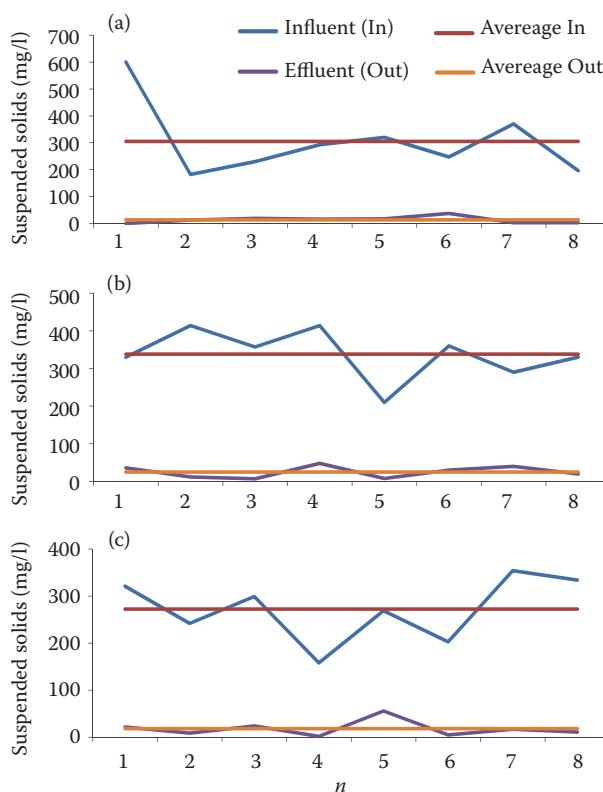 (a)
Influent (In)
Avereage In
Effluent (Out)
Avereage Out
Suspended solids (mg/l)
700
600
500
400
300
200
100
0
1 2 3 4 5 6 7 8
(b)
Suspended solids (mg/l)
500
400
300
200
100
0
1 2 3 4 5 6 7 8
(c)
Suspended solids (mg/l)
400
300
200
100
0
1 2 3 4 5 6 7 8
n